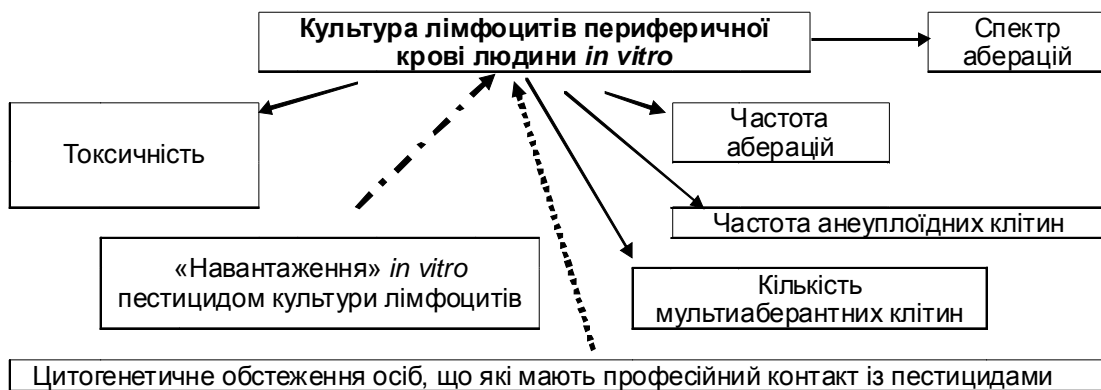 Культура лімфоцитів периферичної
крові людини in vitro
Спектр
аберацій
Токсичність
Частота
аберацій
Частота анеуплоїдних клітин
«Навантаження» in vitro
пестицидом культури лімфоцитів
Кількість
мультиаберантних клітин
Цитогенетичне обстеження осіб, що які мають професійний контакт із пестицидами